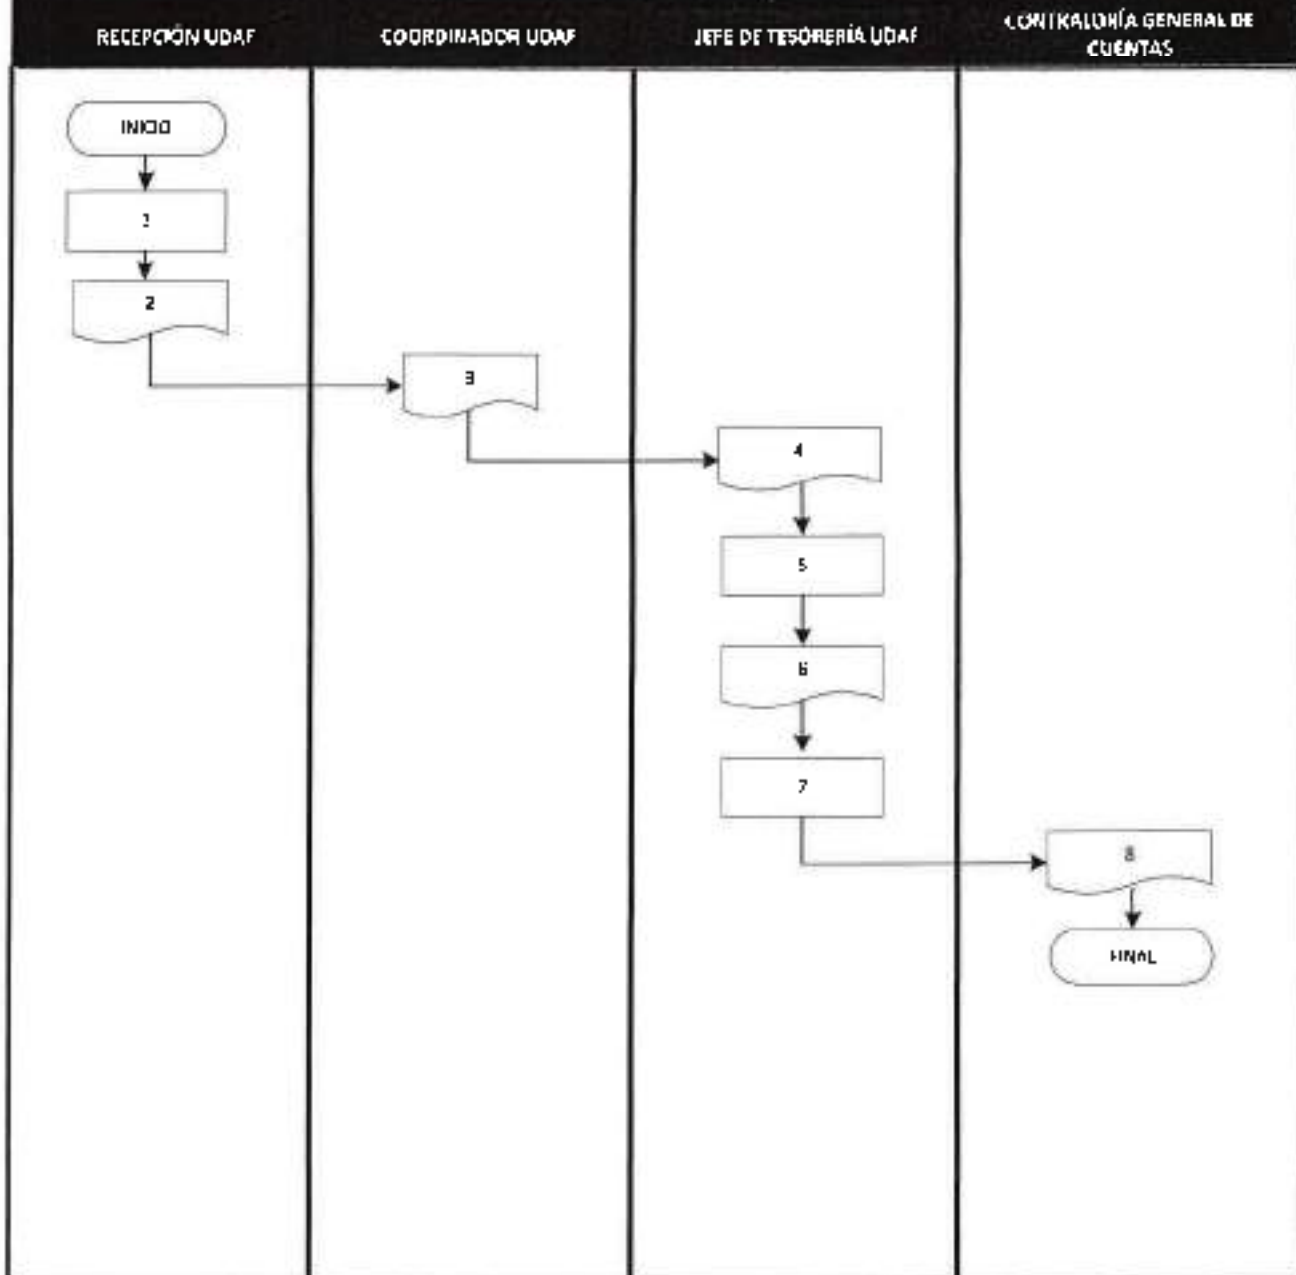 RECEPCIÓN UDAF
COORDINADOR UDAF
JEFE DE TESORERÍA UDAF
CONTRALORÍA GENERAL DE
CUENTAS
INICIO
1
2
3
4
5
6
7
8
FINAL